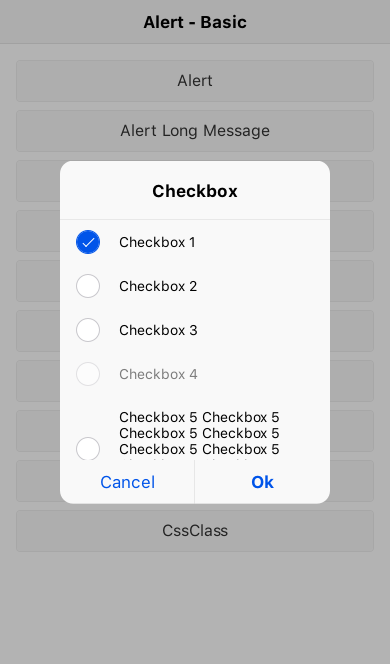 Alert - Basic
Alert
Alert Long Message
Checkbox
Checkbox 1
Checkbox 2
Checkbox 3
Checkbox 4
Checkbox 5 Checkbox 5
Checkbox 5 Checkbox 5
Checkbox 5 Checkbox 5
Cancel
Ok
CssClass